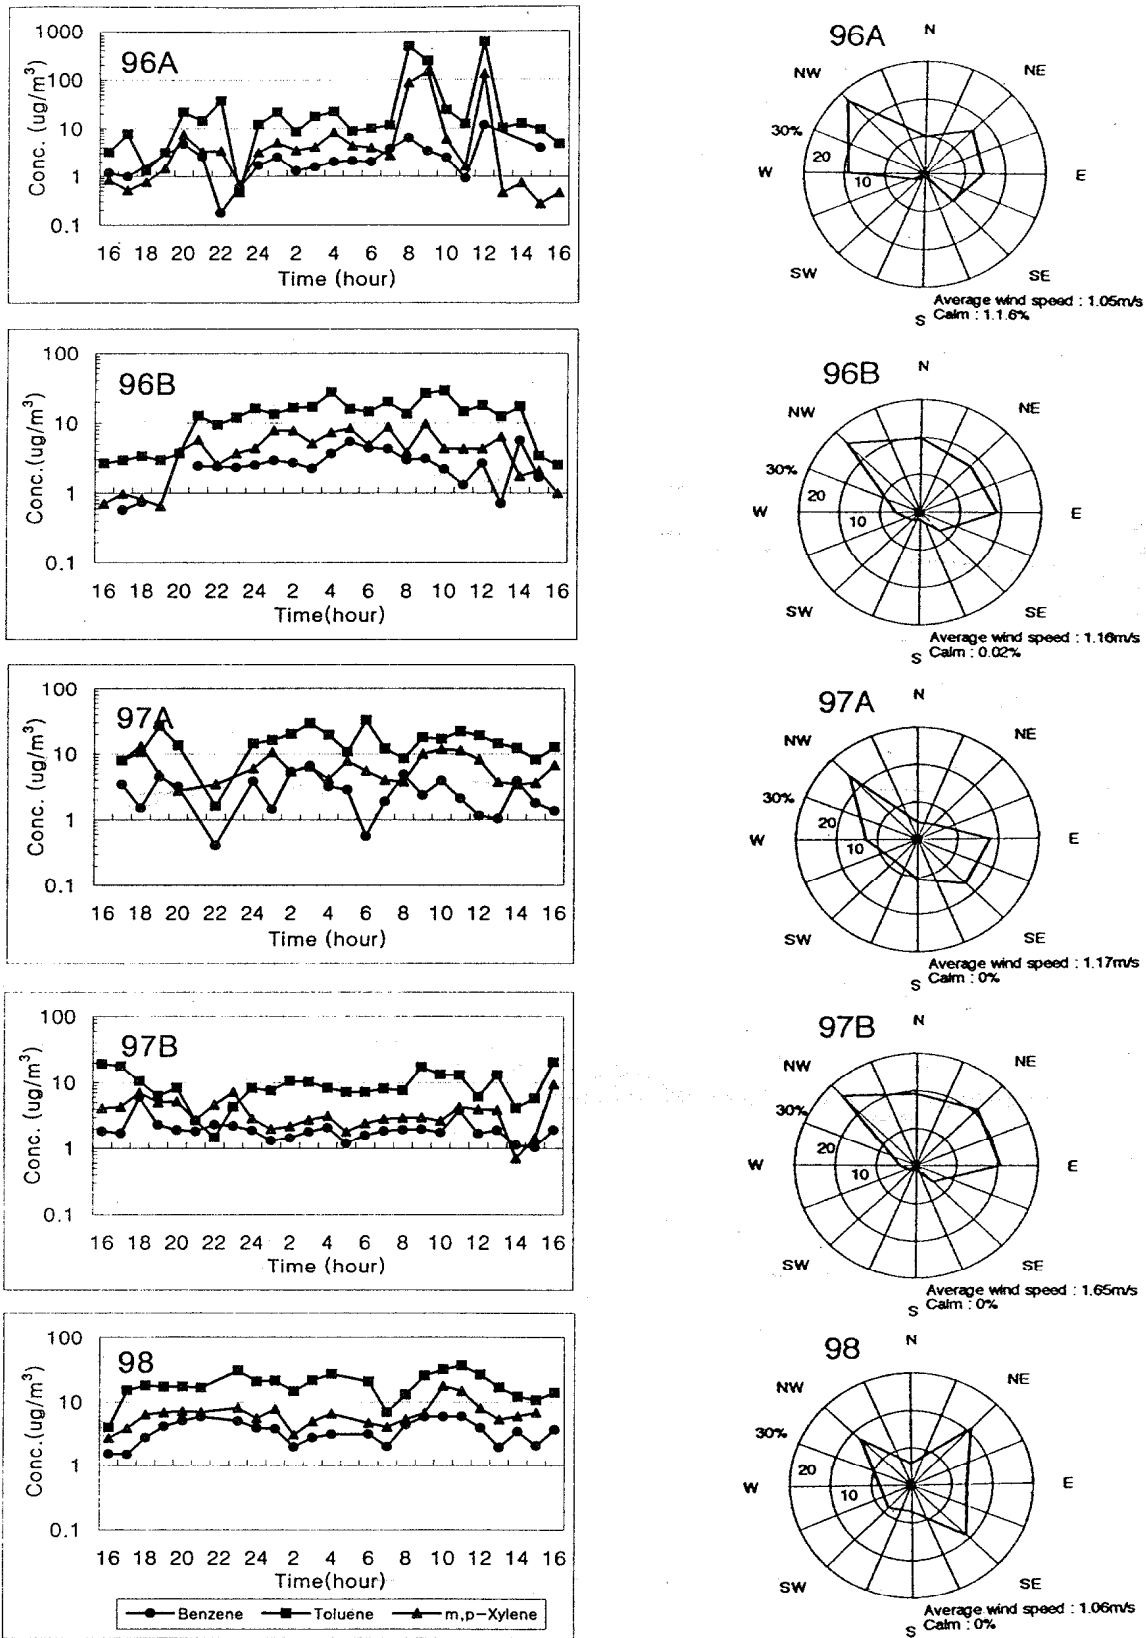 1000
100
10
1
0.1
Conc. (ug/m³)
96A
16 18 20 22 24 2 4 6 8 10 12 14 16
Time (hour)
96A
N
NW
NE
30%
20
10
W
E
SW
SE
Average wind speed : 1.05m/s
S Calm : 1.1.6%
100
10
1
0.1
Conc.(ug/m³)
96B
16 18 20 22 24 2 4 6 8 10 12 14 16
Time(hour)
96B
N
NW
NE
30%
20
10
W
E
SW
SE
Average wind speed : 1.16m/s
S Calm : 0.02%
100
10
1
0.1
Conc. (ug/m³)
97A
16 18 20 22 24 2 4 6 8 10 12 14 16
Time (hour)
97A
N
NW
NE
30%
20
10
W
E
SW
SE
Average wind speed : 1.17m/s
S Calm : 0%
100
10
1
0.1
Conc. (ug/m³)
97B
16 18 20 22 24 2 4 6 8 10 12 14 16
Time (hour)
97B
N
NW
NE
30%
20
10
W
E
SW
SE
Average wind speed : 1.65m/s
S Calm : 0%
100
10
1
0.1
Conc.(ug/m³)
98
16 18 20 22 24 2 4 6 8 10 12 14 16
Time(hour)
Benzene Toluene m,p-Xylene
98
N
NW
NE
30%
20
10
W
E
SW
SE
Average wind speed : 1.06m/s
S Calm : 0%